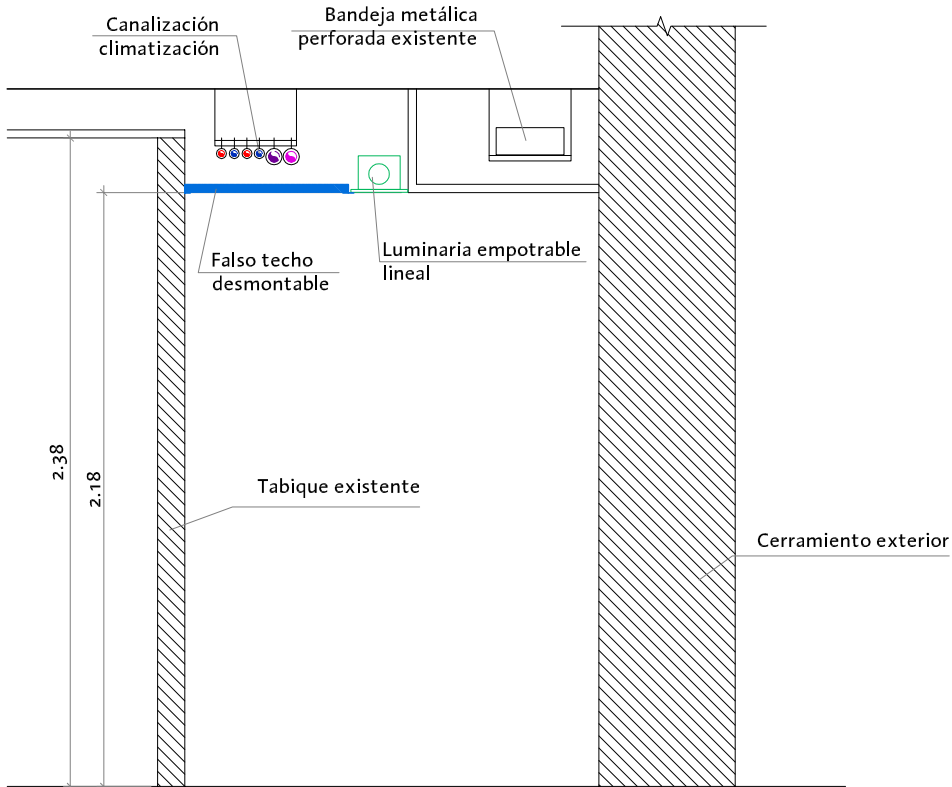 Canalización
climatización
Bandeja metálica
perforada existente
Falso techo
desmontable
Luminaria empotrable
lineal
2.38
2.18
Tabique existente
Cerramiento exterior